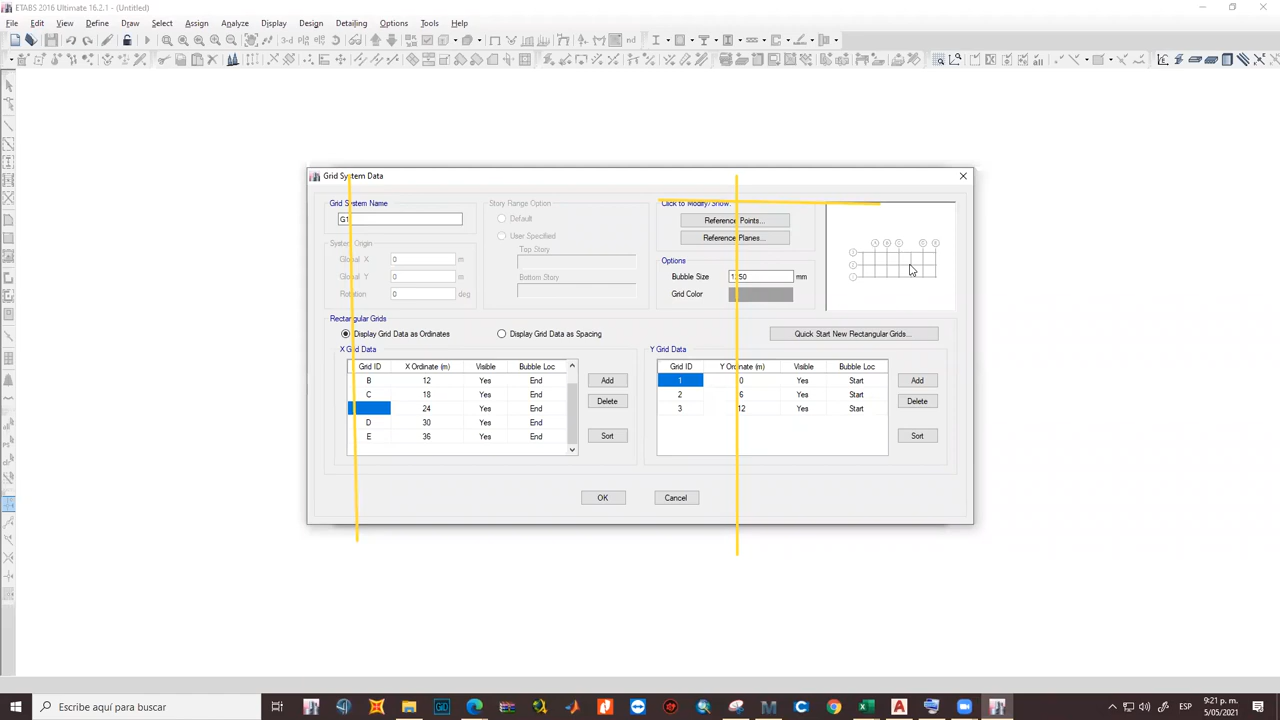 ETABS 2016 Ultimate 16.2.1 - (Untitled)
File Edit View Define Draw Select Assign Analyze Display Design Detailing Options Tools Help
nd
Grid System Data
Grid System Name
G1
System Origin
Global X 0 m
Global Y 0 m
Rotation 0 deg
Story Range Option
Default
User Specified
Top Story
Bottom Story
Click to Modify/Show:
Reference Points...
Reference Planes...
Options
Bubble Size 1250 mm
Grid Color
Rectangular Grids
Display Grid Data as Ordinates Display Grid Data as Spacing Quick Start New Rectangular Grids...
X Grid Data
Grid ID X Ordinate (m) Visible Bubble Loc
B 12 Yes End
C 18 Yes End
24 Yes End
D 30 Yes End
E 36 Yes End
Add
Delete
Sort
Y Grid Data
Grid ID Y Ordinate (m) Visible Bubble Loc
1 0 Yes Start
2 6 Yes Start
3 12 Yes Start
Add
Delete
Sort
OK Cancel
Escribe aquí para buscar
ESP
9:21 p. m.
5/05/2021